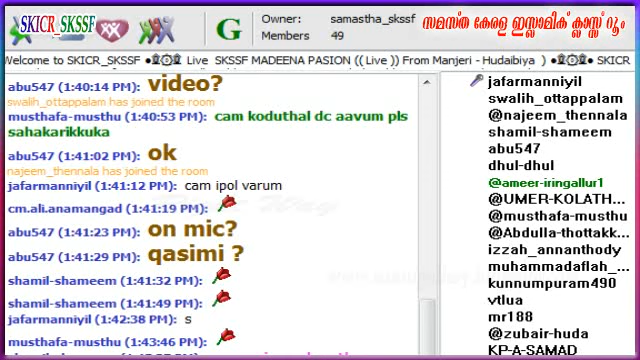 SKICR_SKSSF
G
Owner: samastha_skssf
Members 49
സമസ്ത കേരള ഇസ്ലാമിക് ക്ലാസ്സ് റൂം
Welcome to SKICR_SKSSF ●۞۞● Live SKSSF MADEENA PASION ((Live)) From Manjeri - Hudaibiya ) ●۞۞● SKICR
abu547 (1:40:14 PM): video?
swalih_ottappalam has joined the room
musthafa-musthu (1:40:53 PM): cam koduthal dc aavum pls
sahakarikkuka
abu547 (1:41:02 PM): ok
najeem_thennala has joined the room
jafarmanniyil (1:41:12 PM): cam ipol varum
cm.ali.anamangad (1:41:19 PM):
abu547 (1:41:23 PM): on mic?
abu547 (1:41:29 PM): qasimi ?
shamil-shameem (1:41:32 PM):
shamil-shameem (1:41:49 PM):
jafarmanniyil (1:42:38 PM): s
musthafa-musthu (1:43:46 PM):
jafarmanniyil
swalih_ottappalam
@najeem_thennala
shamil-shameem
abu547
dhul-dhul
@ameer-iringallur1
@UMER-KOLATH...
@musthafa-musthu
@Abdulla-thottakk...
izzah_annanthody
muhammadaflah_...
kunnumpuram490
vtlua
mr188
@zubair-huda
KP-A-SAMAD